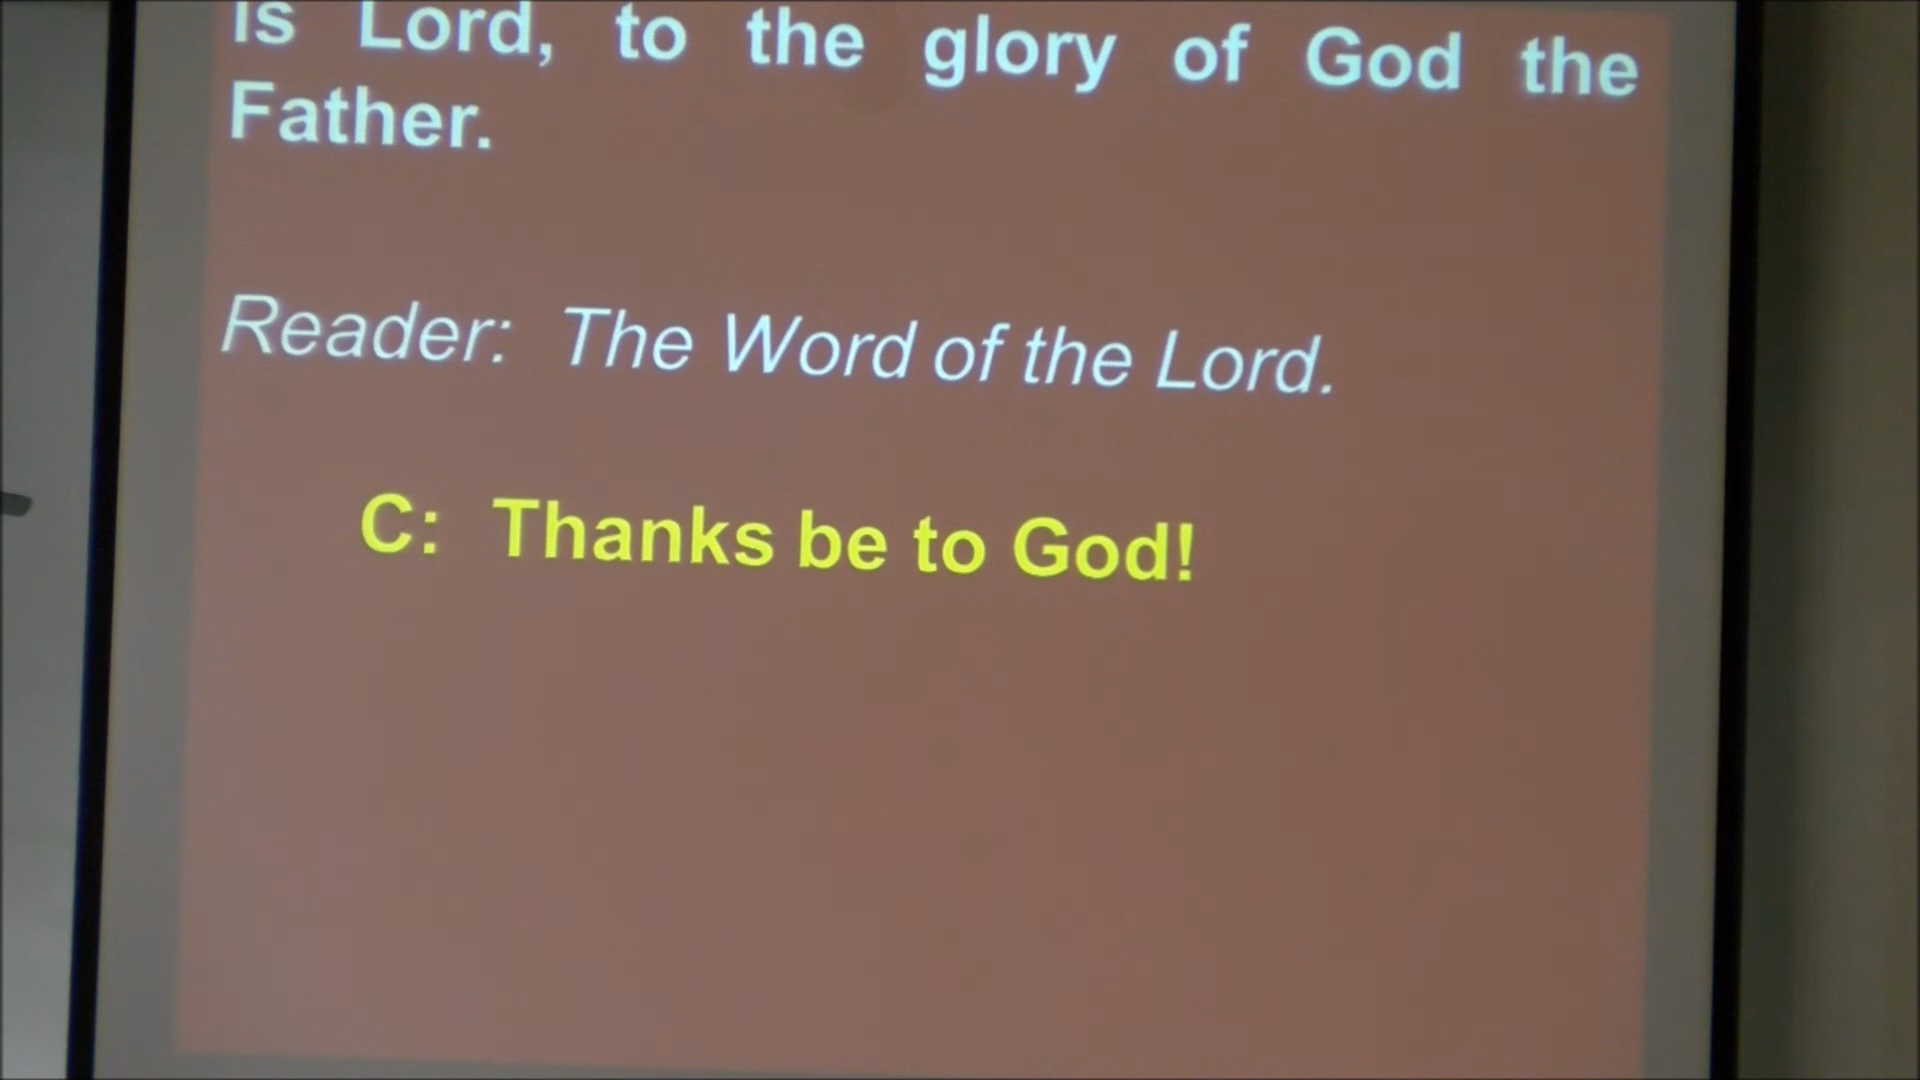 is Lord, to the glory of God the
Father.
Reader: The Word of the Lord.
C: Thanks be to God!